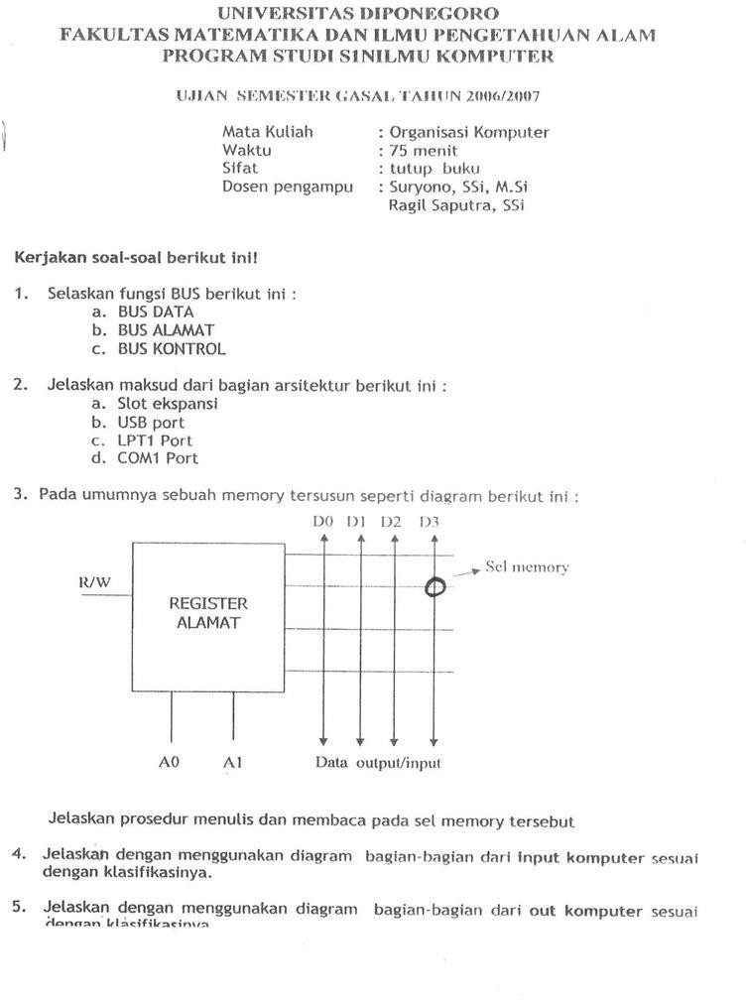 UNIVERSITAS DIPONEGORO
FAKULTAS MATEMATIKA DAN ILMU PENGETAHUAN ALAM
PROGRAM STUDI S1NILMU KOMPUTER
UJIAN SEMESTER GASAL TAHUN 2006/2007
Mata Kuliah : Organisasi Komputer
Waktu : 75 menit
Sifat : tutup buku
Dosen pengampu : Suryono, SSi, M.Si
Ragil Saputra, SSi
Kerjakan soal-soal berikut ini!
1. Selaskan fungsi BUS berikut ini :
a. BUS DATA
b. BUS ALAMAT
c. BUS KONTROL
2. Jelaskan maksud dari bagian arsitektur berikut ini :
a. Slot ekspansi
b. USB port
c. LPT1 Port
d. COM1 Port
3. Pada umumnya sebuah memory tersusun seperti diagram berikut ini :
D0 D1 D2 D3
Sel memory
R/W
REGISTER
ALAMAT
A0 A1 Data output/input
Jelaskan prosedur menulis dan membaca pada sel memory tersebut
4. Jelaskan dengan menggunakan diagram bagian-bagian dari input komputer sesuai
dengan klasifikasinya.
5. Jelaskan dengan menggunakan diagram bagian-bagian dari out komputer sesuai
dengan klasifikasinya